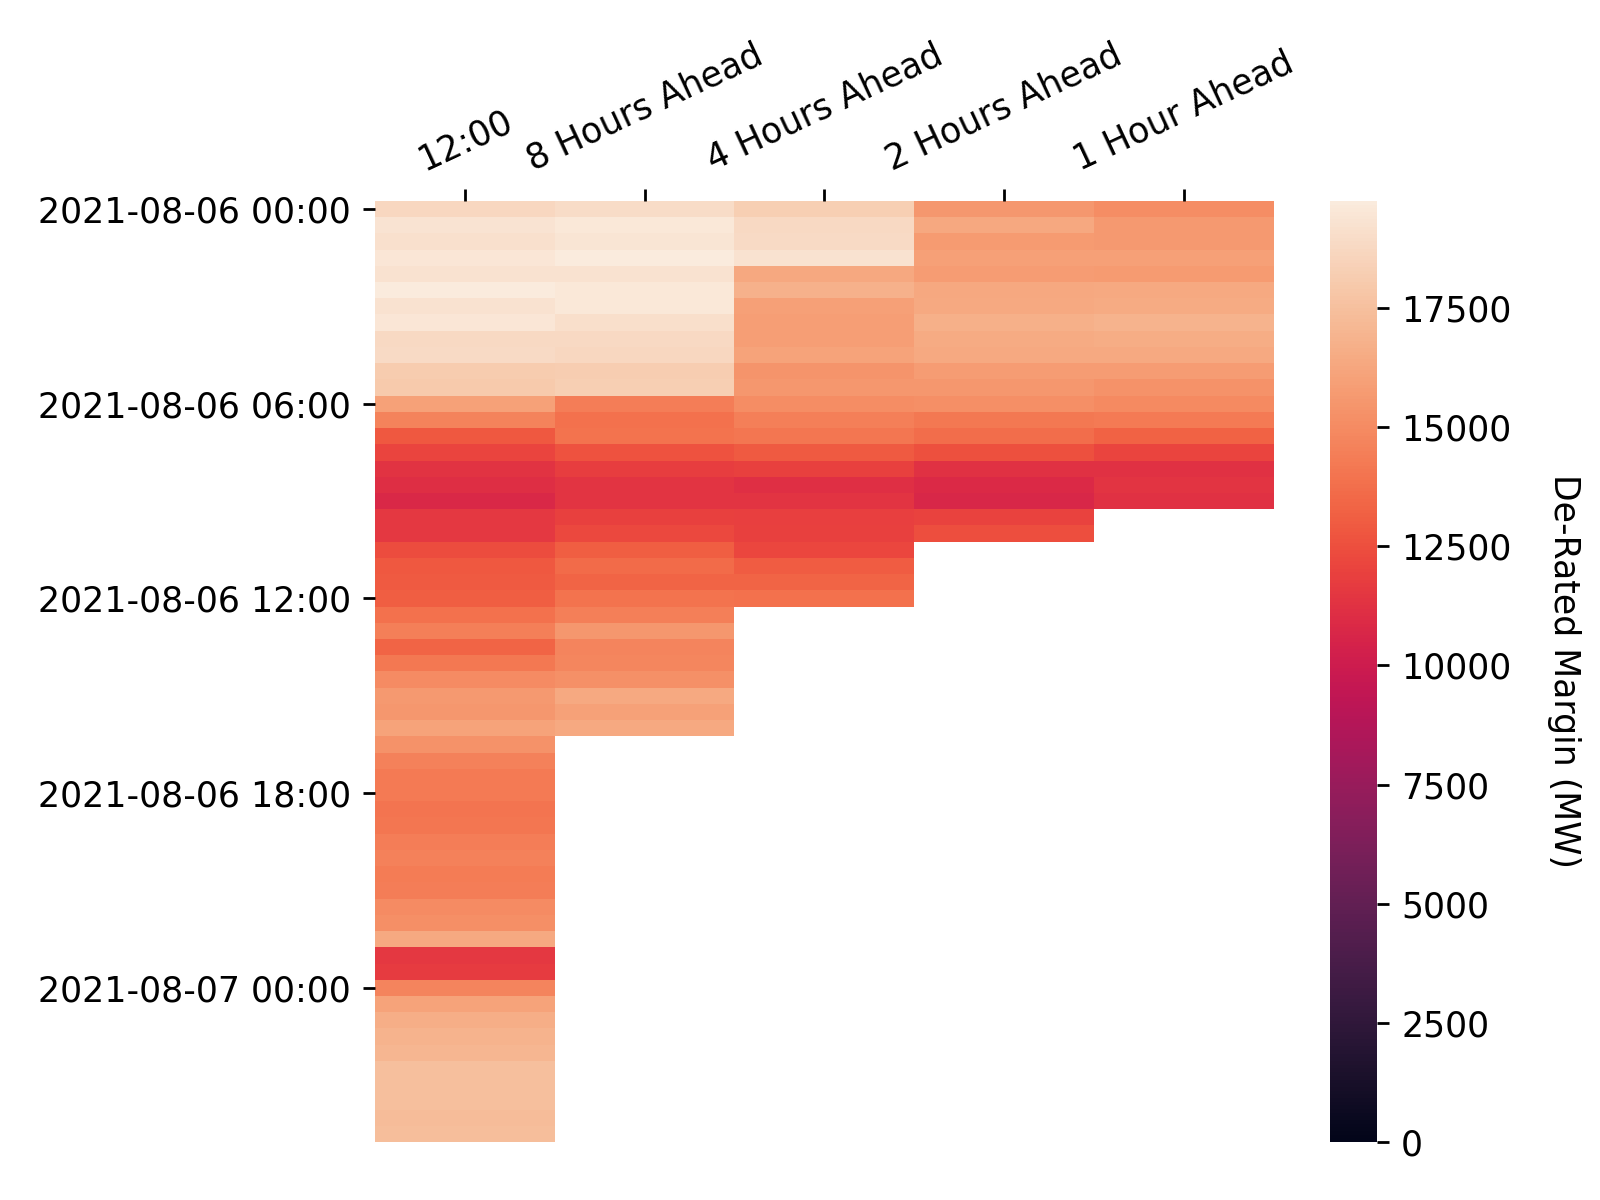 12:00
8 Hours Ahead
4 Hours Ahead
2 Hours Ahead
1 Hour Ahead
2021-08-06 00:00
2021-08-06 06:00
2021-08-06 12:00
2021-08-06 18:00
2021-08-07 00:00
17500
15000
12500
10000
7500
5000
2500
0
De-Rated Margin (MW)